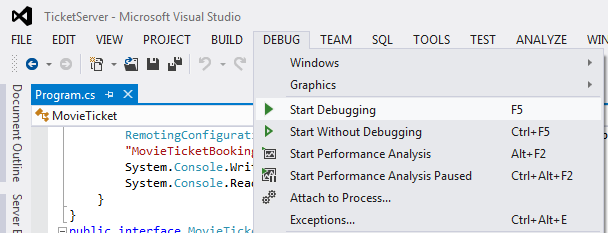 TicketServer - Microsoft Visual Studio
FILE EDIT VIEW PROJECT BUILD DEBUG TEAM SQL TOOLS TEST ANALYZE WIN
Windows
Graphics
Start Debugging F5
Start Without Debugging Ctrl+F5
Start Performance Analysis Alt+F2
Start Performance Analysis Paused Ctrl+Alt+F2
Attach to Process...
Exceptions... Ctrl+Alt+E
Document Outline
Server E
Program.cs
MovieTicket
RemotingConfigurati
"MovieTicketBooking
System.Console.Writ
System.Console.Read
}
}
public interface MovieTicke